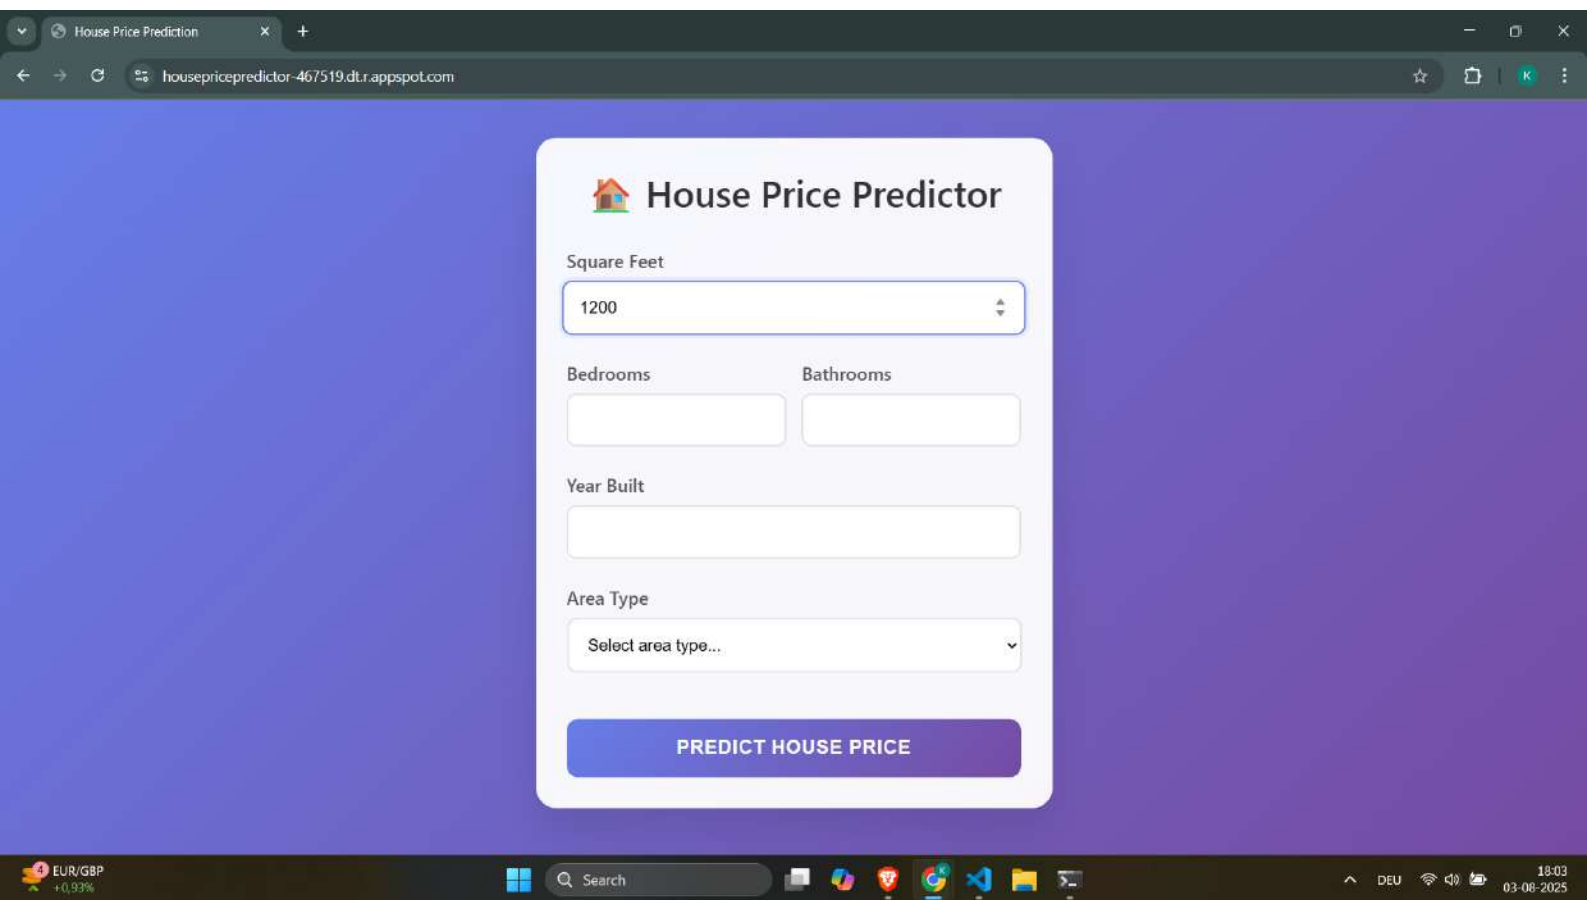 House Price Prediction
housepricepredictor-467519.dt.r.appspot.com
K
House Price Predictor
Square Feet
1200
Bedrooms Bathrooms
Year Built
Area Type
Select area type...
PREDICT HOUSE PRICE
4
EUR/GBP
+0,93%
Search
K
DEU
18:03
03-08-2025